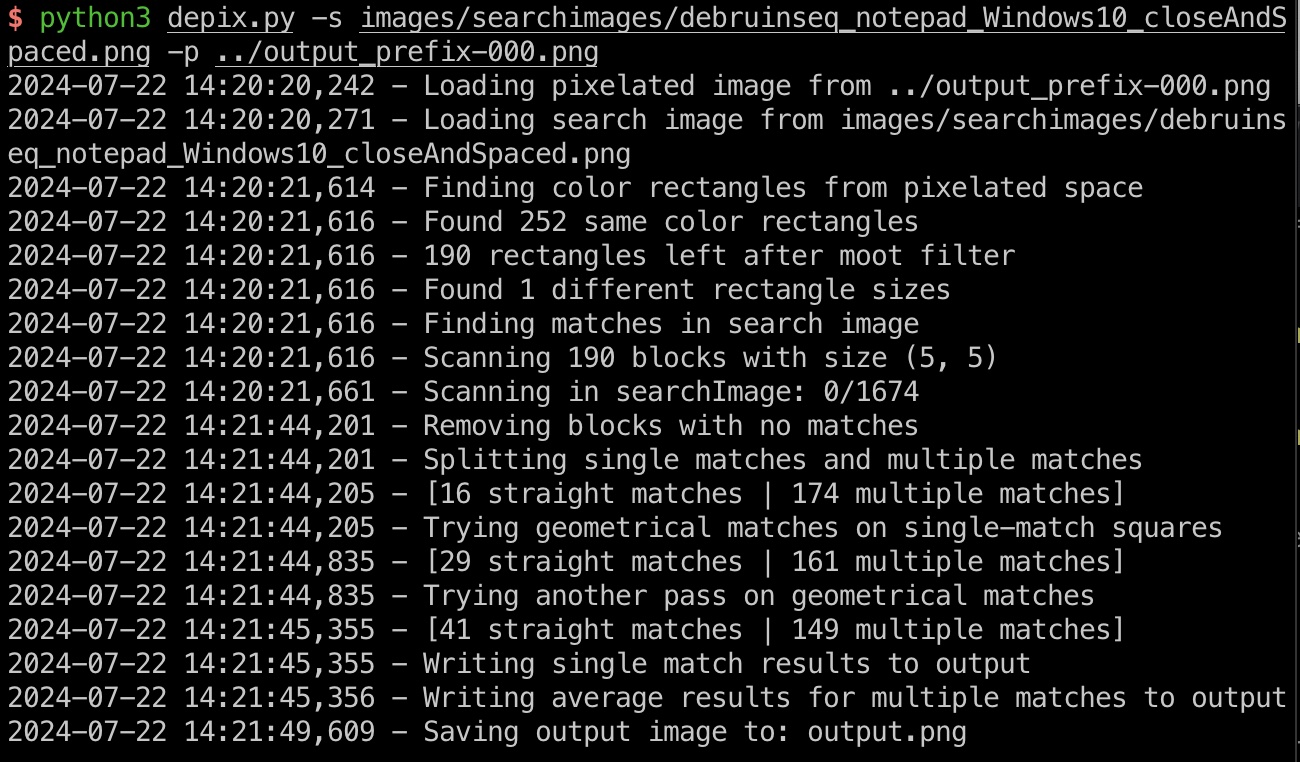 $ python3 depix.py -s images/searchimages/debruinseq_notepad_Windows10_closeAndS
paced.png -p ../output_prefix-000.png
2024-07-22 14:20:20,242 - Loading pixelated image from ../output_prefix-000.png
2024-07-22 14:20:20,271 - Loading search image from images/searchimages/debruins
eq_notepad_Windows10_closeAndSpaced.png
2024-07-22 14:20:21,614 - Finding color rectangles from pixelated space
2024-07-22 14:20:21,616 - Found 252 same color rectangles
2024-07-22 14:20:21,616 - 190 rectangles left after moot filter
2024-07-22 14:20:21,616 - Found 1 different rectangle sizes
2024-07-22 14:20:21,616 - Finding matches in search image
2024-07-22 14:20:21,616 - Scanning 190 blocks with size (5, 5)
2024-07-22 14:20:21,661 - Scanning in searchImage: 0/1674
2024-07-22 14:21:44,201 - Removing blocks with no matches
2024-07-22 14:21:44,201 - Splitting single matches and multiple matches
2024-07-22 14:21:44,205 - [16 straight matches | 174 multiple matches]
2024-07-22 14:21:44,205 - Trying geometrical matches on single-match squares
2024-07-22 14:21:44,835 - [29 straight matches | 161 multiple matches]
2024-07-22 14:21:44,835 - Trying another pass on geometrical matches
2024-07-22 14:21:45,355 - [41 straight matches | 149 multiple matches]
2024-07-22 14:21:45,355 - Writing single match results to output
2024-07-22 14:21:45,356 - Writing average results for multiple matches to output
2024-07-22 14:21:49,609 - Saving output image to: output.png